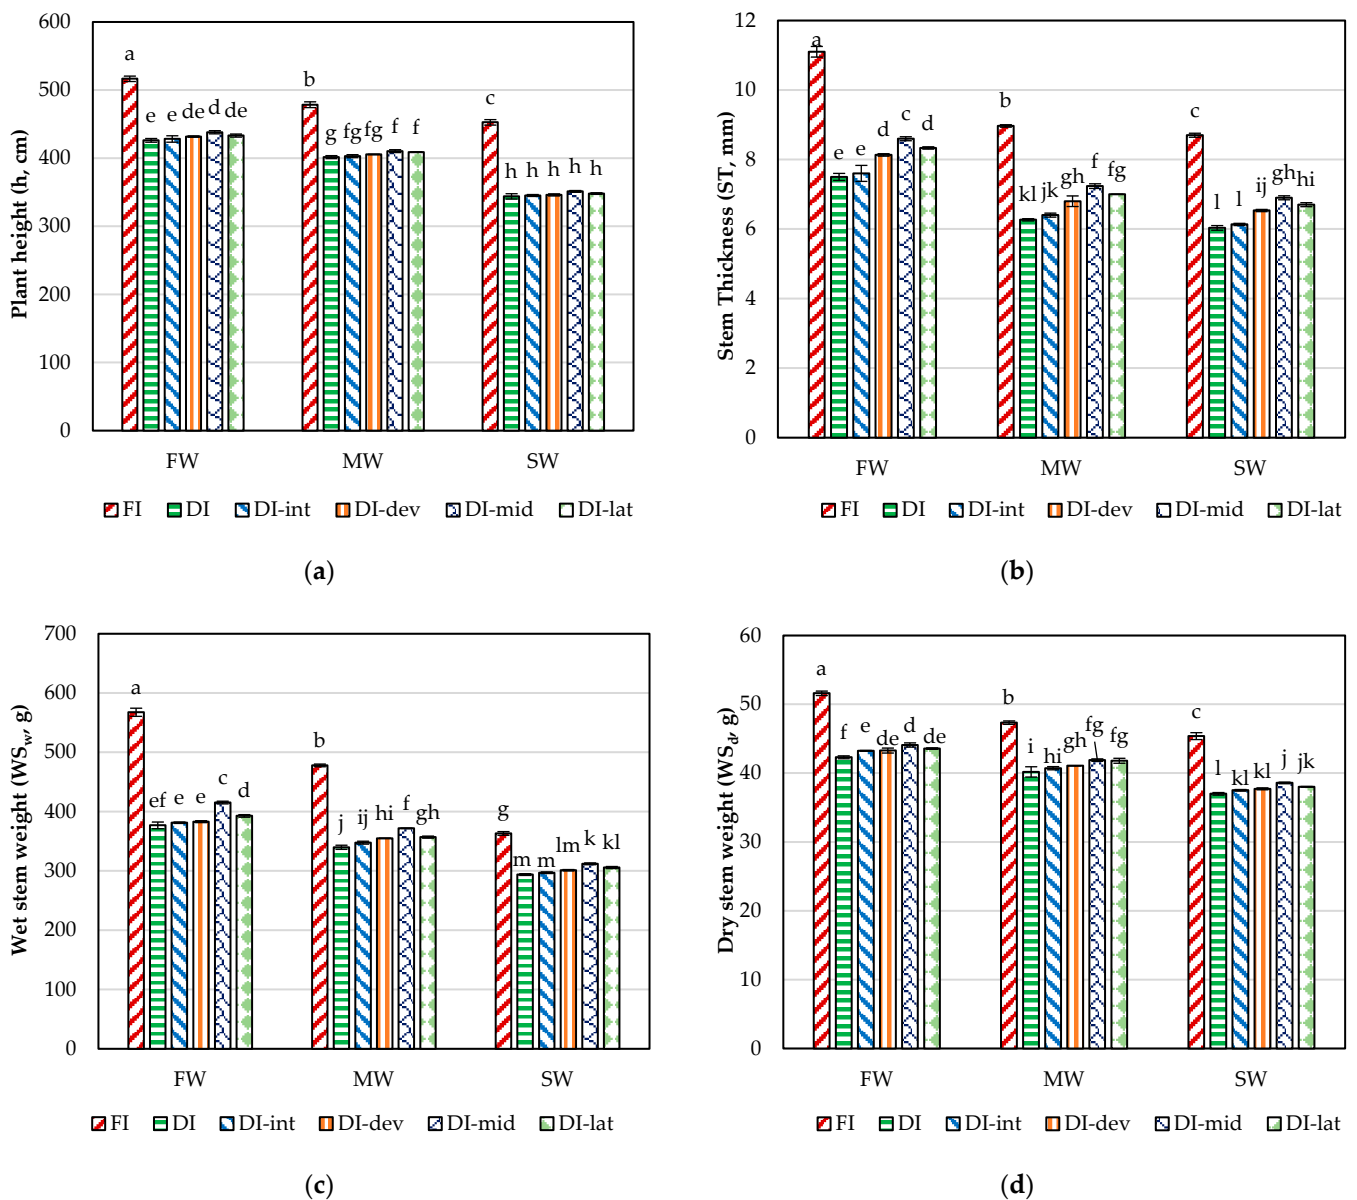 Plant height (h, cm)
600
500
400
300
200
100
0
a
e e de d de
b
g fg fg f f
c
h h h h h
FW MW SW
FI DI DI-int DI-dev DI-mid DI-lat
(a)
Stem Thickness (ST, mm)
12
10
8
6
4
2
0
a
e e d c d
b
kl jk gh f fg
c
l l ij gh hi
FW MW SW
FI DI DI-int DI-dev DI-mid DI-lat
(b)
Wet stem weight (WSw, g)
700
600
500
400
300
200
100
0
a
ef e e c d
b
j ij hi f gh
g
m m lm k kl
FW MW SW
FI DI DI-int DI-dev DI-mid DI-lat
(c)
Dry stem weight (WSd, g)
60
50
40
30
20
10
0
a
f e de d de
b
i hi gh fg fg
c
l kl kl j jk
FW MW SW
FI DI DI-int DI-dev DI-mid DI-lat
(d)